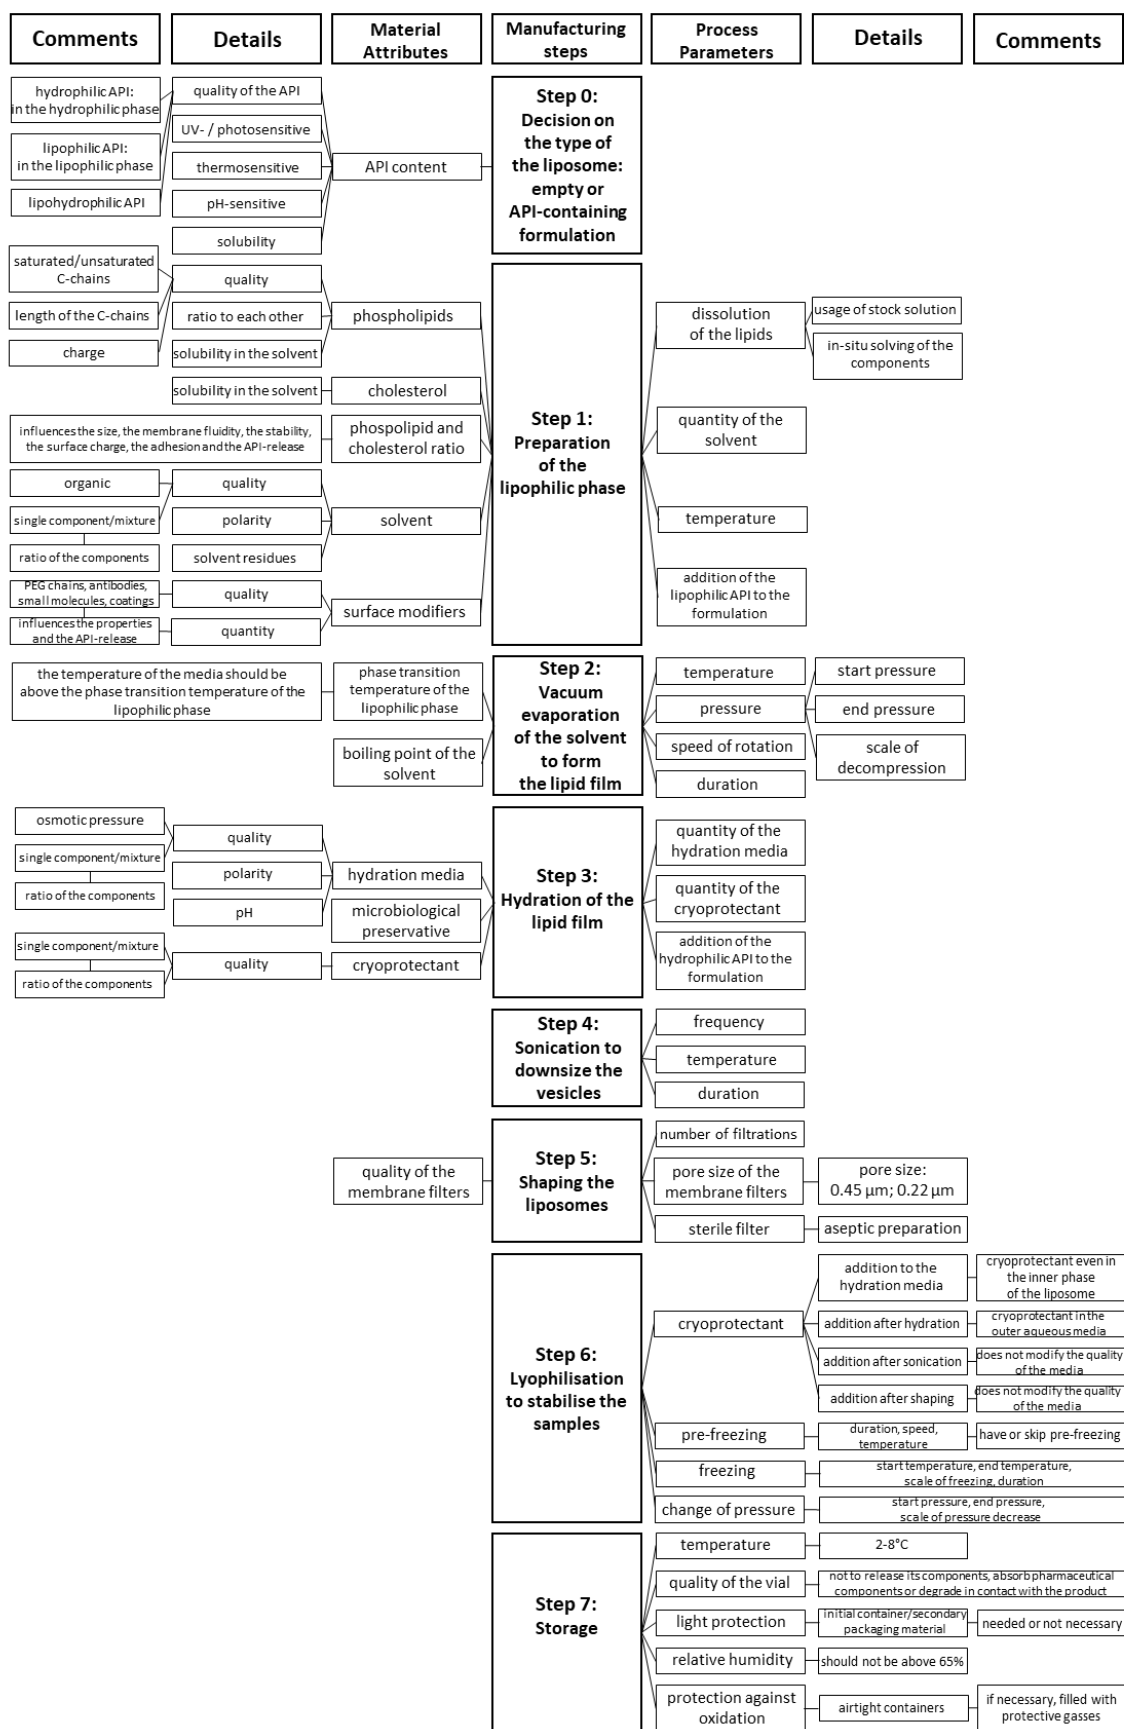 Comments
Details
Material
Attributes
Manufacturing
steps
Process
Parameters
Details
Comments
hydrophilic API:
in the hydrophilic phase
lipophilic API:
in the lipophilic phase
lipohydrophilic API
quality of the API
UV- / photosensitive
thermosensitive
pH-sensitive
solubility
API content
Step 0:
Decision on
the type of
the liposome:
empty or
API-containing
formulation
saturated/unsaturated
C-chains
length of the C-chains
charge
quality
ratio to each other
solubility in the solvent
phospholipids
solubility in the solvent
cholesterol
influences the size, the membrane fluidity, the stability,
the surface charge, the adhesion and the API-release
phospolipid and
cholesterol ratio
organic
single component/mixture
ratio of the components
quality
polarity
solvent residues
solvent
PEG chains, antibodies,
small molecules, coatings
influences the properties
and the API-release
quality
quantity
surface modifiers
Step 1:
Preparation
of the
lipophilic phase
dissolution
of the lipids
usage of stock solution
in-situ solving of the
components
quantity of the
solvent
temperature
addition of the
lipophilic API to the
formulation
the temperature of the media should be
above the phase transition temperature of the
lipophilic phase
phase transition
temperature of the
lipophilic phase
boiling point of the
solvent
Step 2:
Vacuum
evaporation
of the solvent
to form
the lipid film
temperature
pressure
speed of rotation
duration
start pressure
end pressure
scale of
decompression
osmotic pressure
single component/mixture
ratio of the components
quality
polarity
pH
hydration media
microbiological
preservative
single component/mixture
ratio of the components
quality
cryoprotectant
Step 3:
Hydration of the
lipid film
quantity of the
hydration media
quantity of the
cryoprotectant
addition of the
hydrophilic API to the
formulation
Step 4:
Sonication to
downsize the
vesicles
frequency
temperature
duration
quality of the
membrane filters
Step 5:
Shaping the
liposomes
number of filtrations
pore size of the
membrane filters
pore size:
0.45 µm; 0.22 µm
sterile filter
aseptic preparation
Step 6:
Lyophilisation
to stabilise the
samples
cryoprotectant
addition to the
hydration media
cryoprotectant even in
the inner phase
of the liposome
addition after hydration
cryoprotectant in the
outer aqueous media
addition after sonication
does not modify the quality
of the media
addition after shaping
does not modify the quality
of the media
pre-freezing
duration, speed,
temperature
have or skip pre-freezing
freezing
start temperature, end temperature,
scale of freezing, duration
change of pressure
start pressure, end pressure,
scale of pressure decrease
Step 7:
Storage
temperature
2-8°C
quality of the vial
not to release its components, absorb pharmaceutical
components or degrade in contact with the product
light protection
initial container/secondary
packaging material
needed or not necessary
relative humidity
should not be above 65%
protection against
oxidation
airtight containers
if necessary, filled with
protective gasses